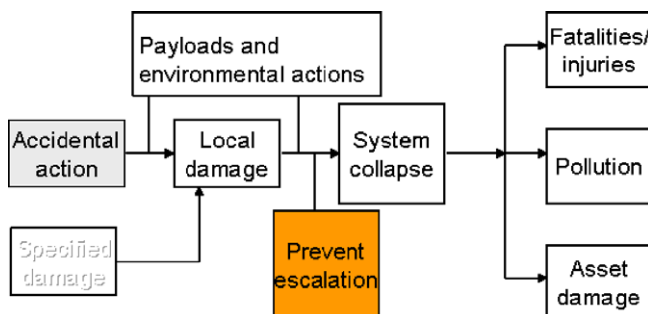 Payloads and
environmental actions
Fatalities/
injuries
Accidental
action
Local
damage
System
collapse
Pollution
Specified
damage
Prevent
escalation
Asset
damage